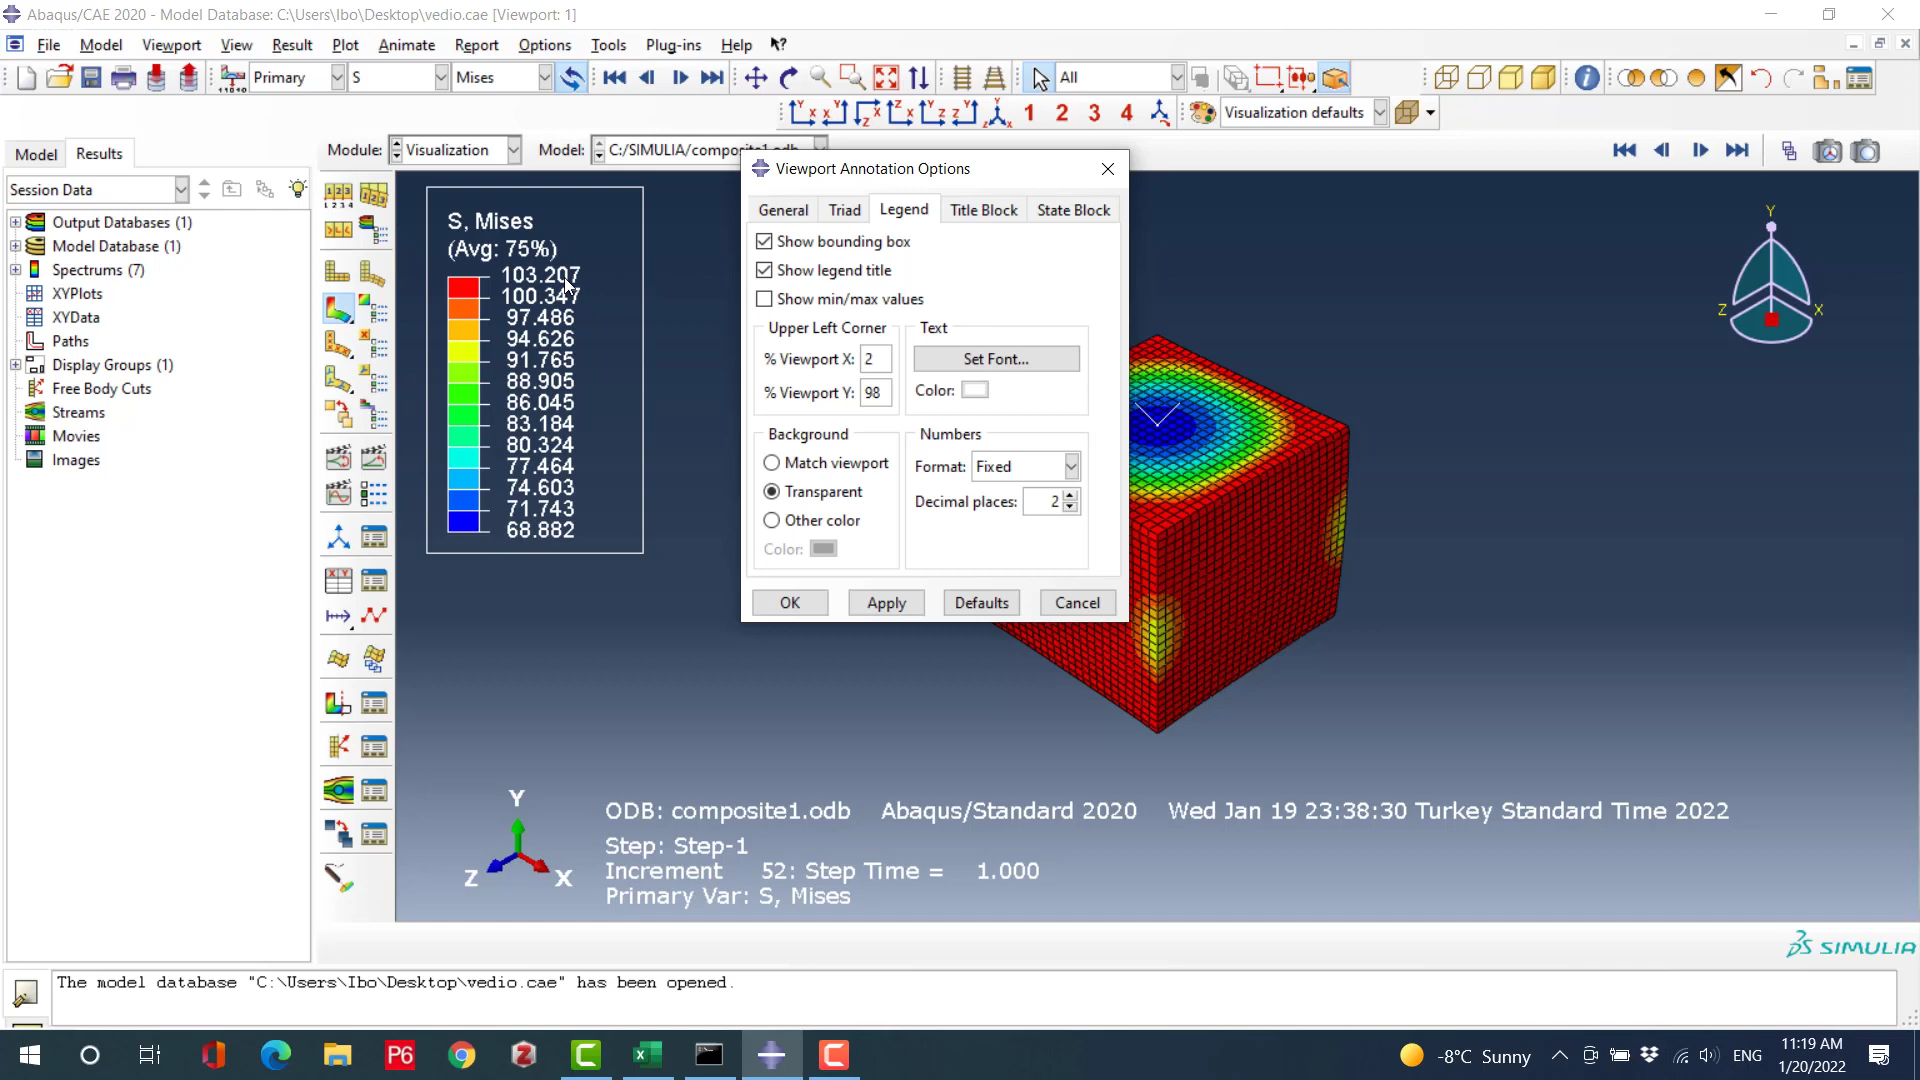 Abaqus/CAE 2020 - Model Database: C:\Users\Ibo\Desktop\vedio.cae [Viewport: 1]
File Model Viewport View Result Plot Animate Report Options Tools Plug-ins Help
Primary S Mises All
1 2 3 4 Visualization defaults
Model Results
Module: Visualization Model: C:/SIMULIA/composite1.odb
Session Data
Output Databases (1)
Model Database (1)
Spectrums (7)
XYPlots
XYData
Paths
Display Groups (1)
Free Body Cuts
Streams
Movies
Images
S, Mises
(Avg: 75%)
103.207
100.347
97.486
94.626
91.765
88.905
86.045
83.184
80.324
77.464
74.603
71.743
68.882
Viewport Annotation Options
General Triad Legend Title Block State Block
Show bounding box
Show legend title
Show min/max values
Upper Left Corner
% Viewport X: 2
% Viewport Y: 98
Text
Set Font...
Color:
Background
Match viewport
Transparent
Other color
Color:
Numbers
Format: Fixed
Decimal places: 2
OK Apply Defaults Cancel
Y
Z X
Y
Z X
ODB: composite1.odb Abaqus/Standard 2020 Wed Jan 19 23:38:30 Turkey Standard Time 2022
Step: Step-1
Increment 52: Step Time = 1.000
Primary Var: S, Mises
SIMULIA
The model database "C:\Users\Ibo\Desktop\vedio.cae" has been opened.
P6
-8°C Sunny
ENG
11:19 AM
1/20/2022